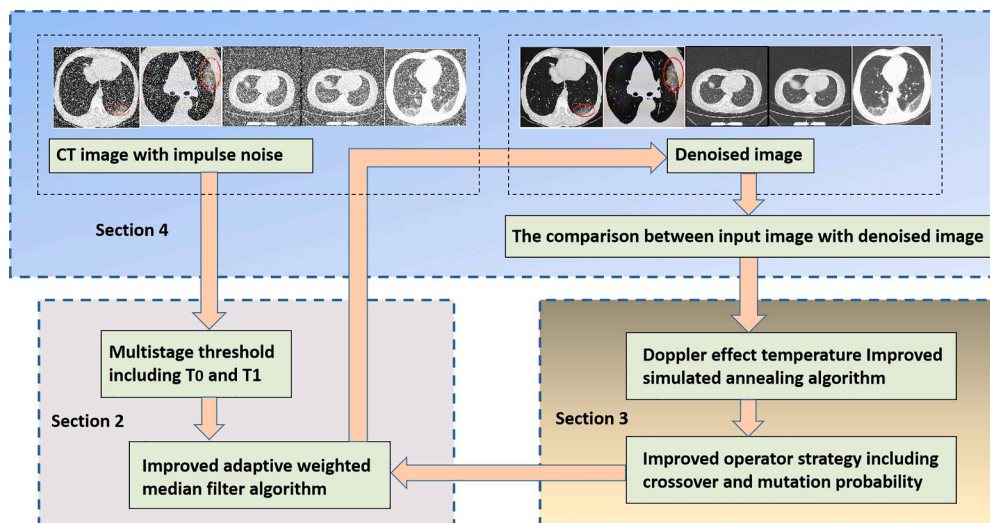 CT image with impulse noise
Denoised image
Section 4
The comparison between input image with denoised image
Multistage threshold
including T0 and T1
Section 2
Improved adaptive weighted
median filter algorithm
Doppler effect temperature Improved
simulated annealing algorithm
Section 3
Improved operator strategy including
crossover and mutation probability